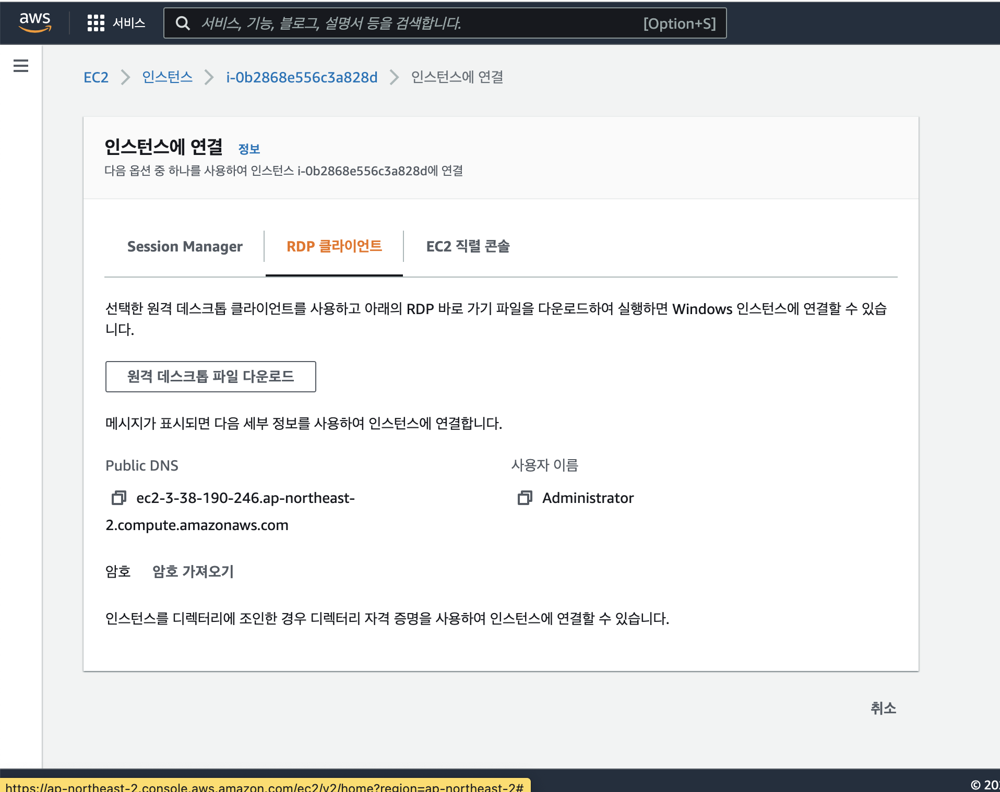 aws
서비스
서비스, 기능, 블로그, 설명서 등을 검색합니다.
[Option+S]
EC2 > 인스턴스 > i-0b2868e556c3a828d > 인스턴스에 연결
인스턴스에 연결 정보
다음 옵션 중 하나를 사용하여 인스턴스 i-0b2868e556c3a828d에 연결
Session Manager
RDP 클라이언트
EC2 직렬 콘솔
선택한 원격 데스크톱 클라이언트를 사용하고 아래의 RDP 바로 가기 파일을 다운로드하여 실행하면 Windows 인스턴스에 연결할 수 있습
니다.
원격 데스크톱 파일 다운로드
메시지가 표시되면 다음 세부 정보를 사용하여 인스턴스에 연결합니다.
Public DNS
ec2-3-38-190-246.ap-northeast-
2.compute.amazonaws.com
사용자 이름
Administrator
암호 암호 가져오기
인스턴스를 디렉터리에 조인한 경우 디렉터리 자격 증명을 사용하여 인스턴스에 연결할 수 있습니다.
취소
https://ap-northeast-2.console.aws.amazon.com/ec2/v2/home?region=ap-northeast-2#
©